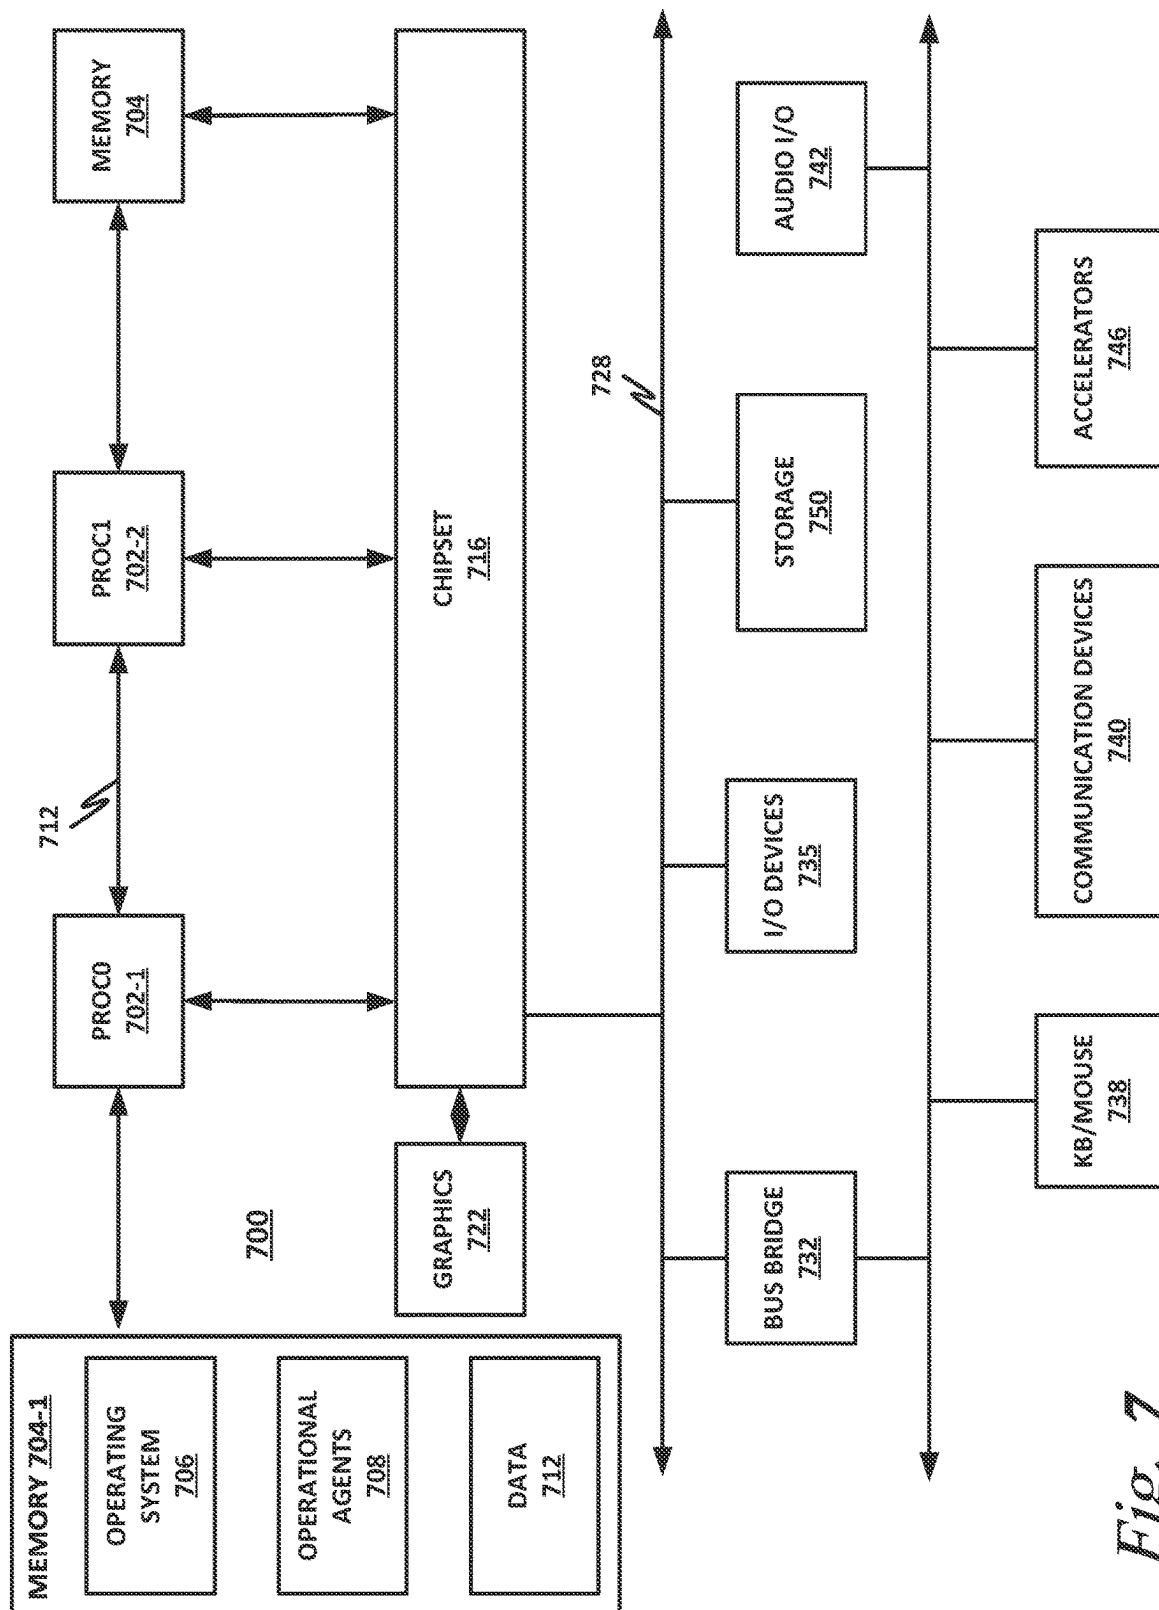 MEMORY 704-1
OPERATING
SYSTEM
706
OPERATIONAL
AGENTS
708
DATA
712
700
PROC0
702-1
712
PROC1
702-2
MEMORY
704
GRAPHICS
722
CHIPSET
716
728
BUS BRIDGE
732
I/O DEVICES
735
STORAGE
750
AUDIO I/O
742
KB/MOUSE
738
COMMUNICATION DEVICES
740
ACCELERATORS
746
Fig. 7